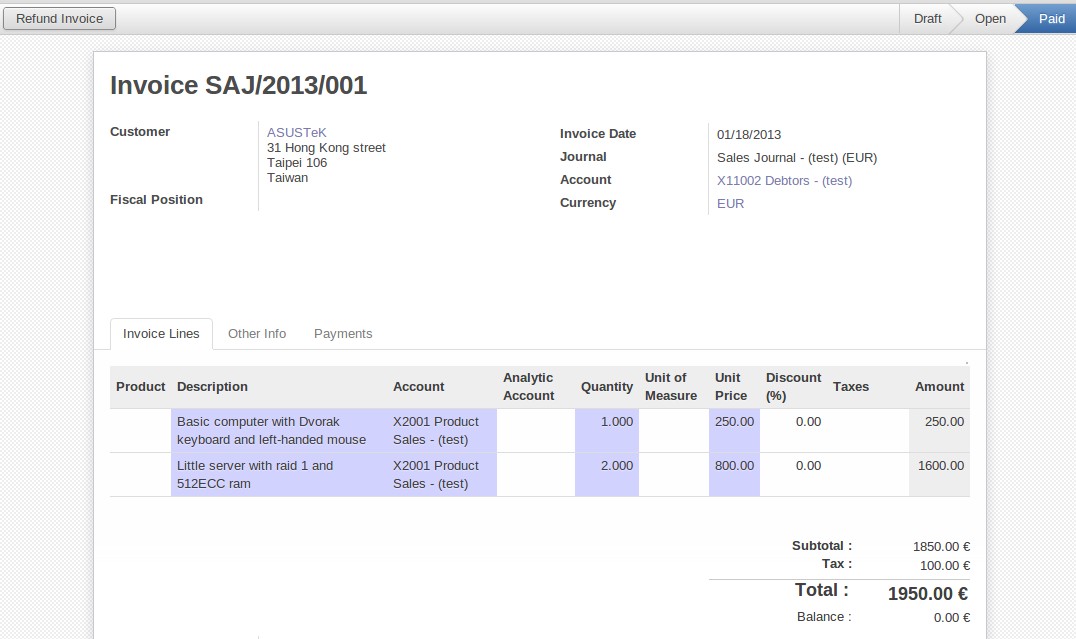 Refund Invoice
Draft
Open
Paid
Invoice SAJ/2013/001
Customer
ASUSTeK
31 Hong Kong street
Taipei 106
Taiwan
Fiscal Position
Invoice Date 01/18/2013
Journal Sales Journal - (test) (EUR)
Account X11002 Debtors - (test)
Currency EUR
Invoice Lines
Other Info
Payments
Product Description Account Analytic Account Quantity Unit of Measure Unit Price Discount (%) Taxes Amount
Basic computer with Dvorak X2001 Product 1.000 250.00 0.00 250.00
keyboard and left-handed mouse Sales - (test)
Little server with raid 1 and X2001 Product 2.000 800.00 0.00 1600.00
512ECC ram Sales - (test)
Subtotal : 1850.00 €
Tax : 100.00 €
Total : 1950.00 €
Balance : 0.00 €